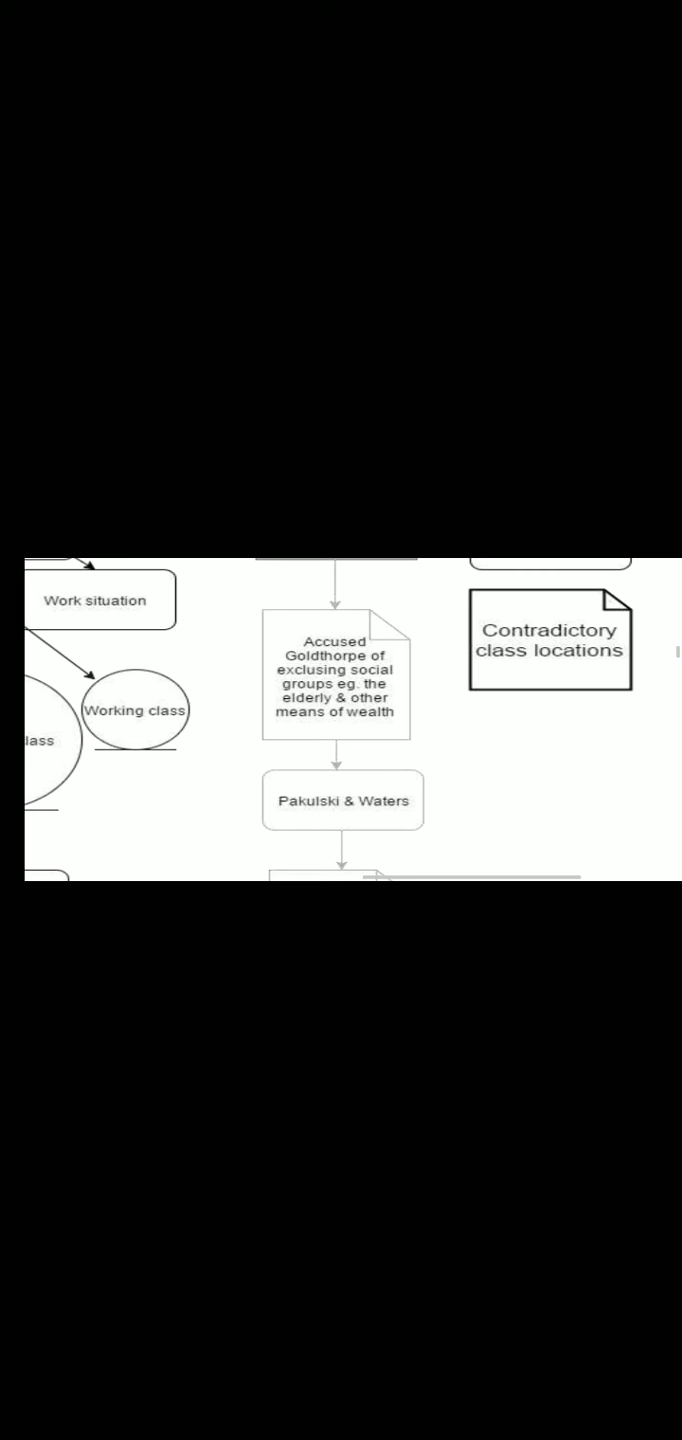 Work situation
Working class
lass
Accused
Goldthorpe of
exclusing social
groups eg. the
elderly & other
means of wealth
Pakulski & Waters
Contradictory
class locations